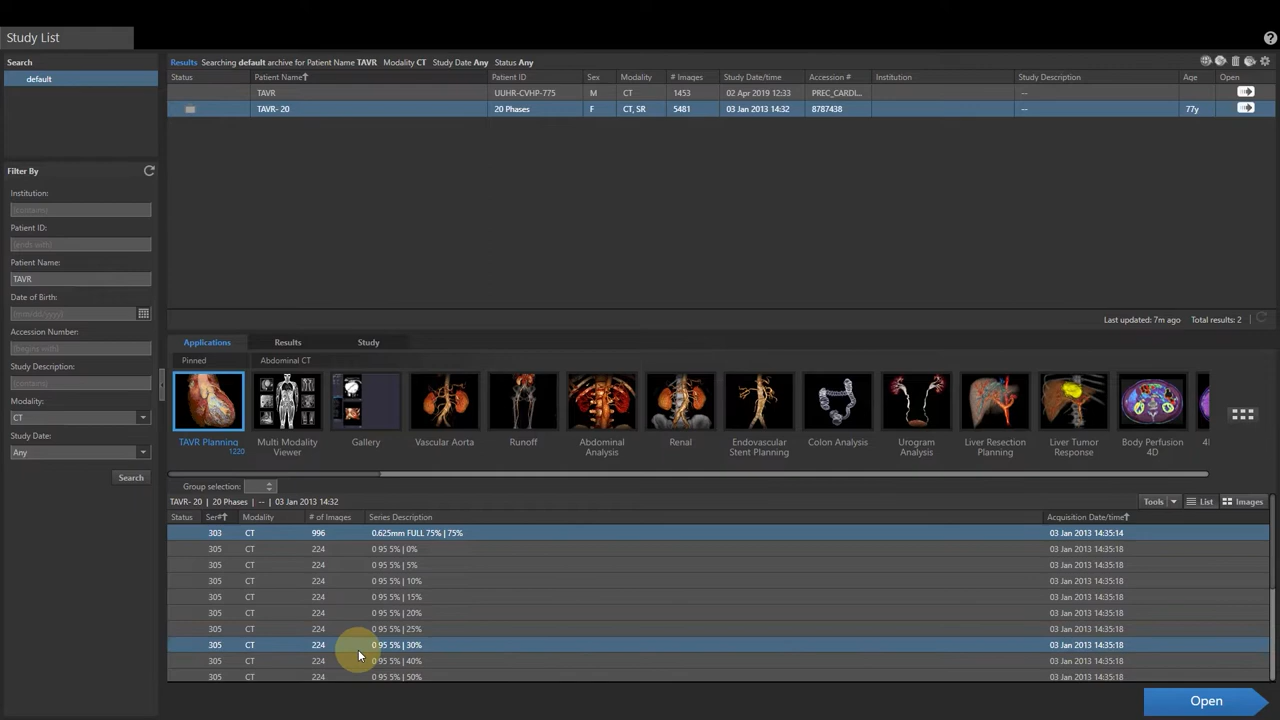 Study List
Search
default
Filter By
Institution:
(contains)
Patient ID:
(ends with)
Patient Name:
TAVR
Date of Birth:
(mm/dd/yyyy)
Accession Number:
(begins with)
Study Description:
(contains)
Modality:
CT
Study Date:
Any
Search
Results Searching default archive for Patient Name TAVR Modality CT Study Date Any Status Any
Status Patient Name Patient ID Sex Modality # Images Study Date/time Accession # Institution Study Description Age Open
TAVR UUHR-CVHP-775 M CT 1453 02 Apr 2019 12:33 PREC_CARDI... --
TAVR- 20 20 Phases F CT, SR 5481 03 Jan 2013 14:32 8787438 -- 77y
Last updated: 7m ago Total results: 2
Applications Results Study
Pinned Abdominal CT
TAVR Planning
1220
Multi Modality
Viewer
Gallery
Vascular Aorta
Runoff
Abdominal
Analysis
Renal
Endovascular
Stent Planning
Colon Analysis
Urogram
Analysis
Liver Resection
Planning
Liver Tumor
Response
Body Perfusion
4D
Group selection:
TAVR- 20 | 20 Phases | -- | 03 Jan 2013 14:32 Tools List Images
Status Ser# Modality # of Images Series Description Acquisition Date/time
303 CT 996 0.625mm FULL 75% | 75% 03 Jan 2013 14:35:14
305 CT 224 0 95 5% | 0% 03 Jan 2013 14:35:18
305 CT 224 0 95 5% | 5% 03 Jan 2013 14:35:18
305 CT 224 0 95 5% | 10% 03 Jan 2013 14:35:18
305 CT 224 0 95 5% | 15% 03 Jan 2013 14:35:18
305 CT 224 0 95 5% | 20% 03 Jan 2013 14:35:18
305 CT 224 0 95 5% | 25% 03 Jan 2013 14:35:18
305 CT 224 0 95 5% | 30% 03 Jan 2013 14:35:18
305 CT 224 0 95 5% | 40% 03 Jan 2013 14:35:18
305 CT 224 0 95 5% | 50% 03 Jan 2013 14:35:18
Open